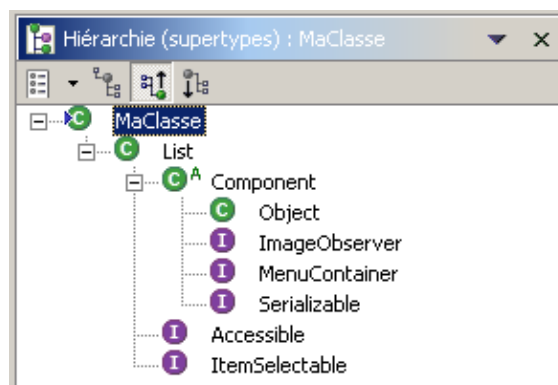 Hiérarchie (supertypes) : MaClasse
C MaClasse
C List
C A Component
C Object
I ImageObserver
I MenuContainer
I Serializable
I Accessible
I ItemSelectable